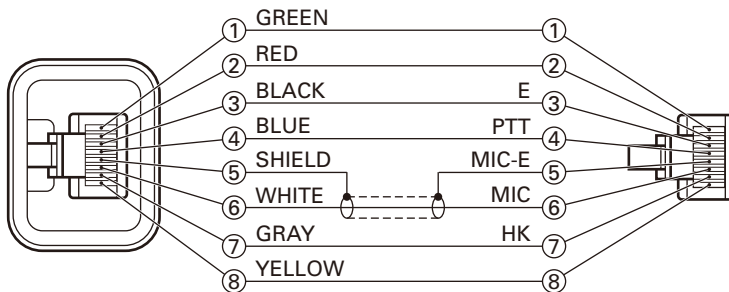 ① GREEN ①
② RED ②
③ BLACK E ③
④ BLUE PTT ④
⑤ SHIELD MIC-E ⑤
⑥ WHITE MIC ⑥
⑦ GRAY HK ⑦
⑧ YELLOW ⑧